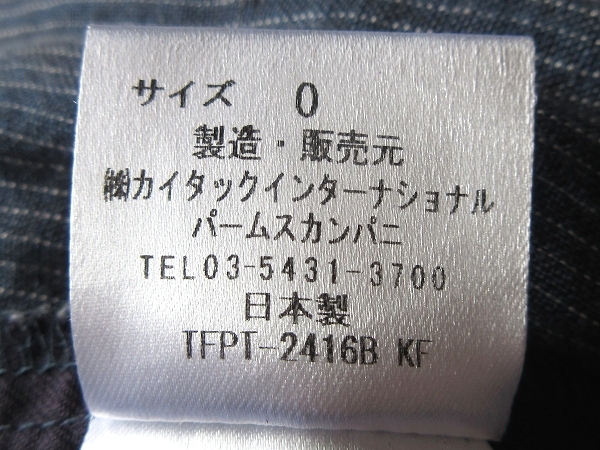 サイズ 0
製造・販売元
㈱カイタックインターナショナル
パームスカンパニ
TEL03-5431-3700
日本製
TFPT-2416B KF